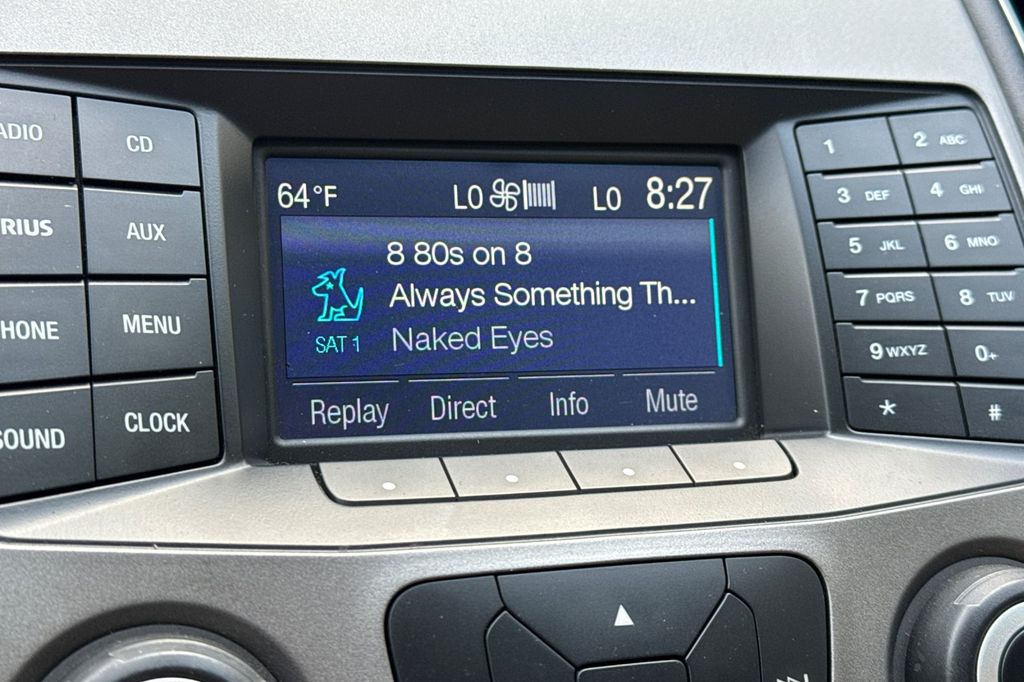 ADIO
CD
RIUS
AUX
HONE
MENU
SOUND
CLOCK
64°F
LO
LO
8:27
8 80s on 8
Always Something Th...
SAT 1
Naked Eyes
Replay
Direct
Info
Mute
1
2 ABC
3 DEF
4 GHI
5 JKL
6 MNO
7 PQRS
8 TUV
9 WXYZ
0+
*
#